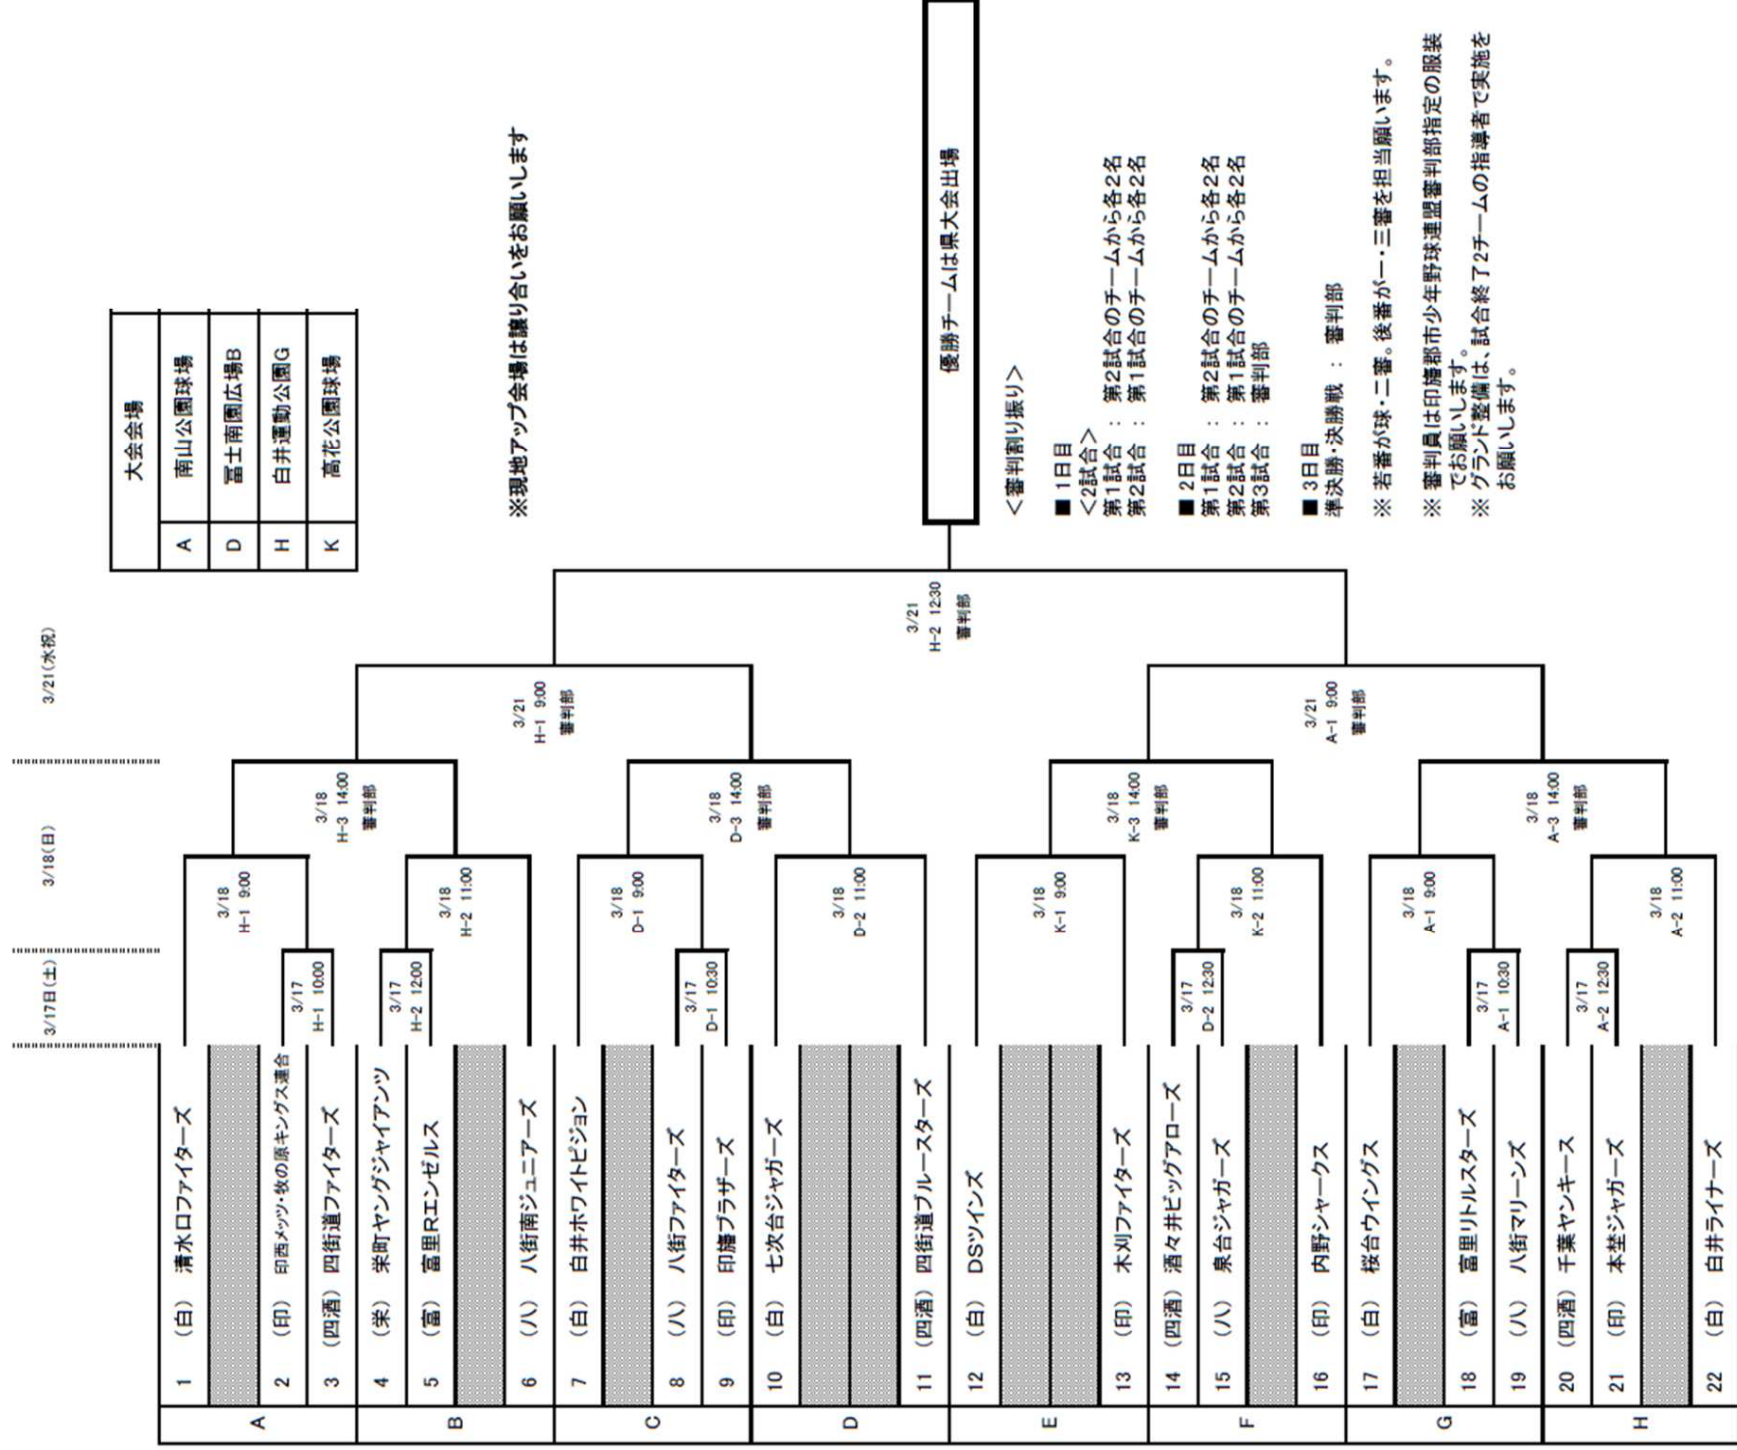 3/17日(土)
3/18(日)
3/21(水祝)
大会会場
A 南山公園球場
D 冨士南園広場B
H 白井運動公園G
K 高花公園球場
※現地アップ会場は譲り合いをお願いします
A
1 (白) 清水口ファイターズ
2 (印) 印西メッツ・牧の原キングス連合
3 (四酒) 四街道ファイターズ
B
4 (栄) 栄町ヤングジャイアンツ
5 (富) 富里Rエンゼルス
6 (八) 八街南ジュニアーズ
C
7 (白) 白井ホワイトピジョン
8 (八) 八街ファイターズ
9 (印) 印旛ブラザーズ
D
10 (白) 七次台ジャガーズ
11 (四酒) 四街道ブルースターズ
E
12 (白) DSツインズ
13 (印) 木刈ファイターズ
F
14 (四酒) 酒々井ビッグアローズ
15 (八) 泉台ジャガーズ
16 (印) 内野シャークス
G
17 (白) 桜台ウイングス
18 (富) 富里リトルスターズ
19 (八) 八街マリーンズ
H
20 (四酒) 千葉ヤンキース
21 (印) 本埜ジャガーズ
22 (白) 白井ライナーズ
3/17
H-1 10:00
3/17
H-2 12:00
3/17
D-1 10:30
3/17
D-2 12:30
3/17
A-1 10:30
3/17
A-2 12:30
3/18
H-1 9:00
3/18
H-2 11:00
3/18
D-1 9:00
3/18
D-2 11:00
3/18
K-1 9:00
3/18
K-2 11:00
3/18
A-1 9:00
3/18
A-2 11:00
3/18
H-3 14:00
審判部
3/18
D-3 14:00
審判部
3/18
K-3 14:00
審判部
3/18
A-3 14:00
審判部
3/21
H-1 9:00
審判部
3/21
A-1 9:00
審判部
3/21
H-2 12:30
審判部
優勝チームは県大会出場
<審判割り振り>
■1日目
<2試合>
第1試合 : 第2試合のチームから各2名
第2試合 : 第1試合のチームから各2名
■2日目
第1試合 : 第2試合のチームから各2名
第2試合 : 第1試合のチームから各2名
第3試合 : 審判部
■3日目
準決勝・決勝戦 : 審判部
※ 若番が球・二審。後番が一・三審を担当願います。
※ 審判員は印旛郡市少年野球連盟審判部指定の服装
でお願いします。
※ グランド整備は、試合終了2チームの指導者で実施を
お願いします。